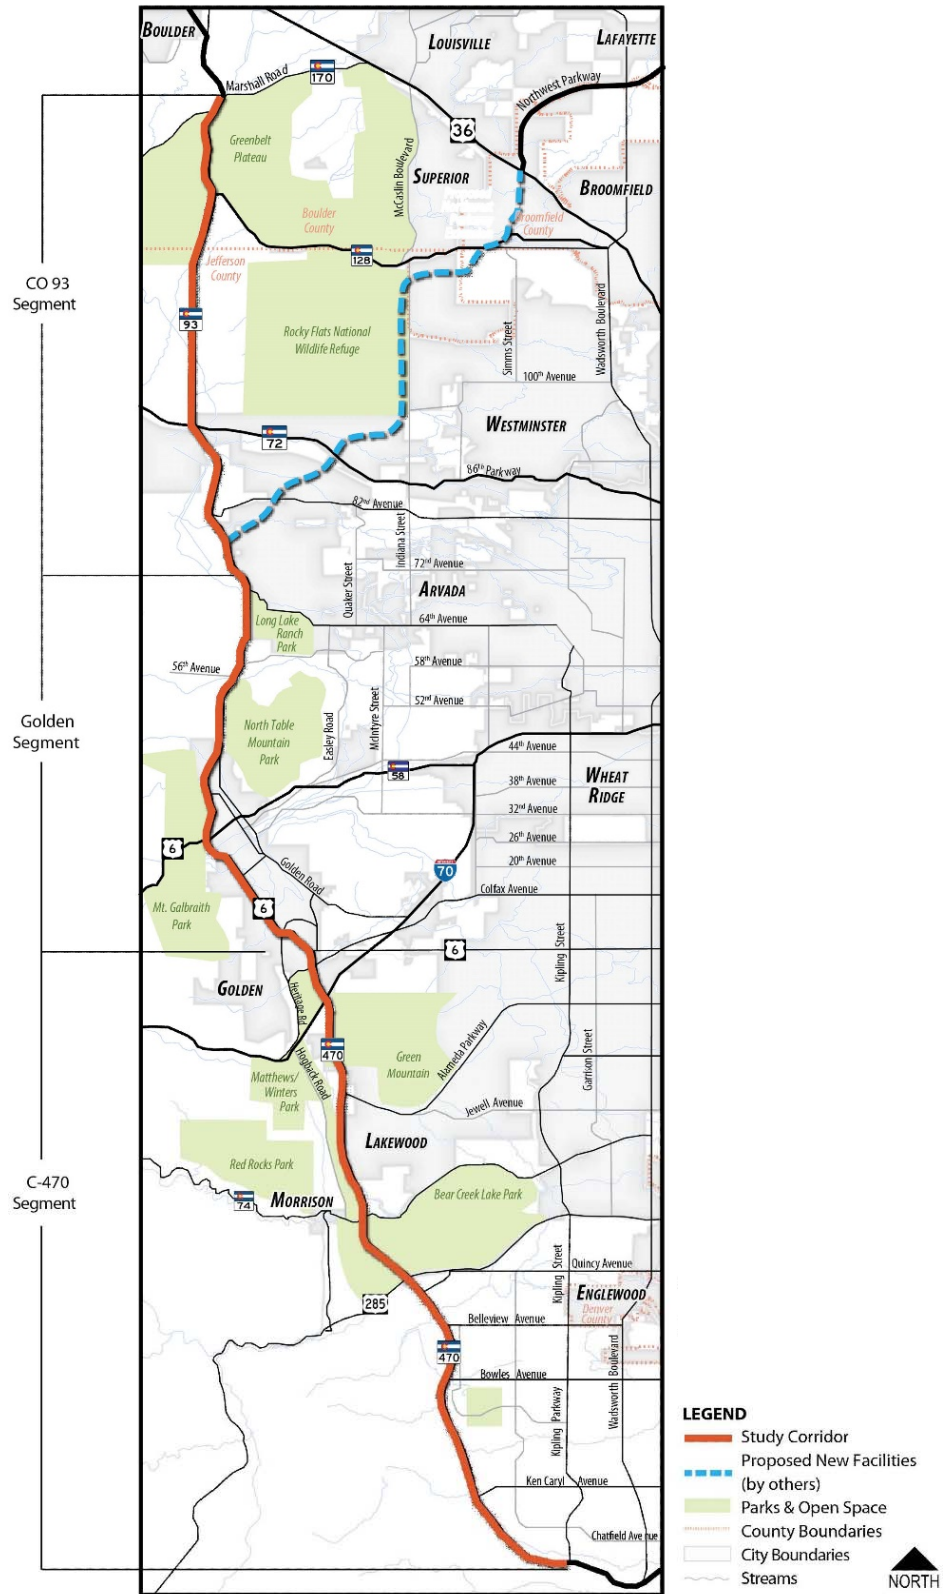 BOULDER
LOUISVILLE
LAFAYETTE
Marshall Road
170
Northwest Parkway
36
Greenbelt
Plateau
McCaslin Boulevard
SUPERIOR
BROOMFIELD
Boulder
County
Broomfield
County
Jefferson
County
128
CO 93
Segment
93
Rocky Flats National
Wildlife Refuge
Simms Street
Wadsworth Boulevard
100th Avenue
WESTMINSTER
72
86th Parkway
82nd Avenue
Indiana Street
72nd Avenue
Quaker Street
ARVADA
Long Lake
Ranch
Park
64th Avenue
56th Avenue
58th Avenue
52nd Avenue
McIntyre Street
Easley Road
North Table
Mountain
Park
Golden
Segment
44th Avenue
58
38th Avenue
WHEAT
RIDGE
32nd Avenue
26th Avenue
20th Avenue
6
Golden Road
70
Colfax Avenue
Mt. Galbraith
Park
6
6
Kipling Street
GOLDEN
Heritage Rd
470
Hogback Road
Green
Mountain
Alameda Parkway
Garrison Street
Matthews/
Winters
Park
Jewell Avenue
LAKEWOOD
Red Rocks Park
C-470
Segment
74
MORRISON
Bear Creek Lake Park
Kipling Street
Quincy Avenue
285
ENGLEWOOD
Denver
County
Belleview Avenue
470
Bowles Avenue
Kipling Parkway
Wadsworth Boulevard
Ken Caryl Avenue
Chatfield Avenue
LEGEND
Study Corridor
Proposed New Facilities
(by others)
Parks & Open Space
County Boundaries
City Boundaries
Streams
NORTH